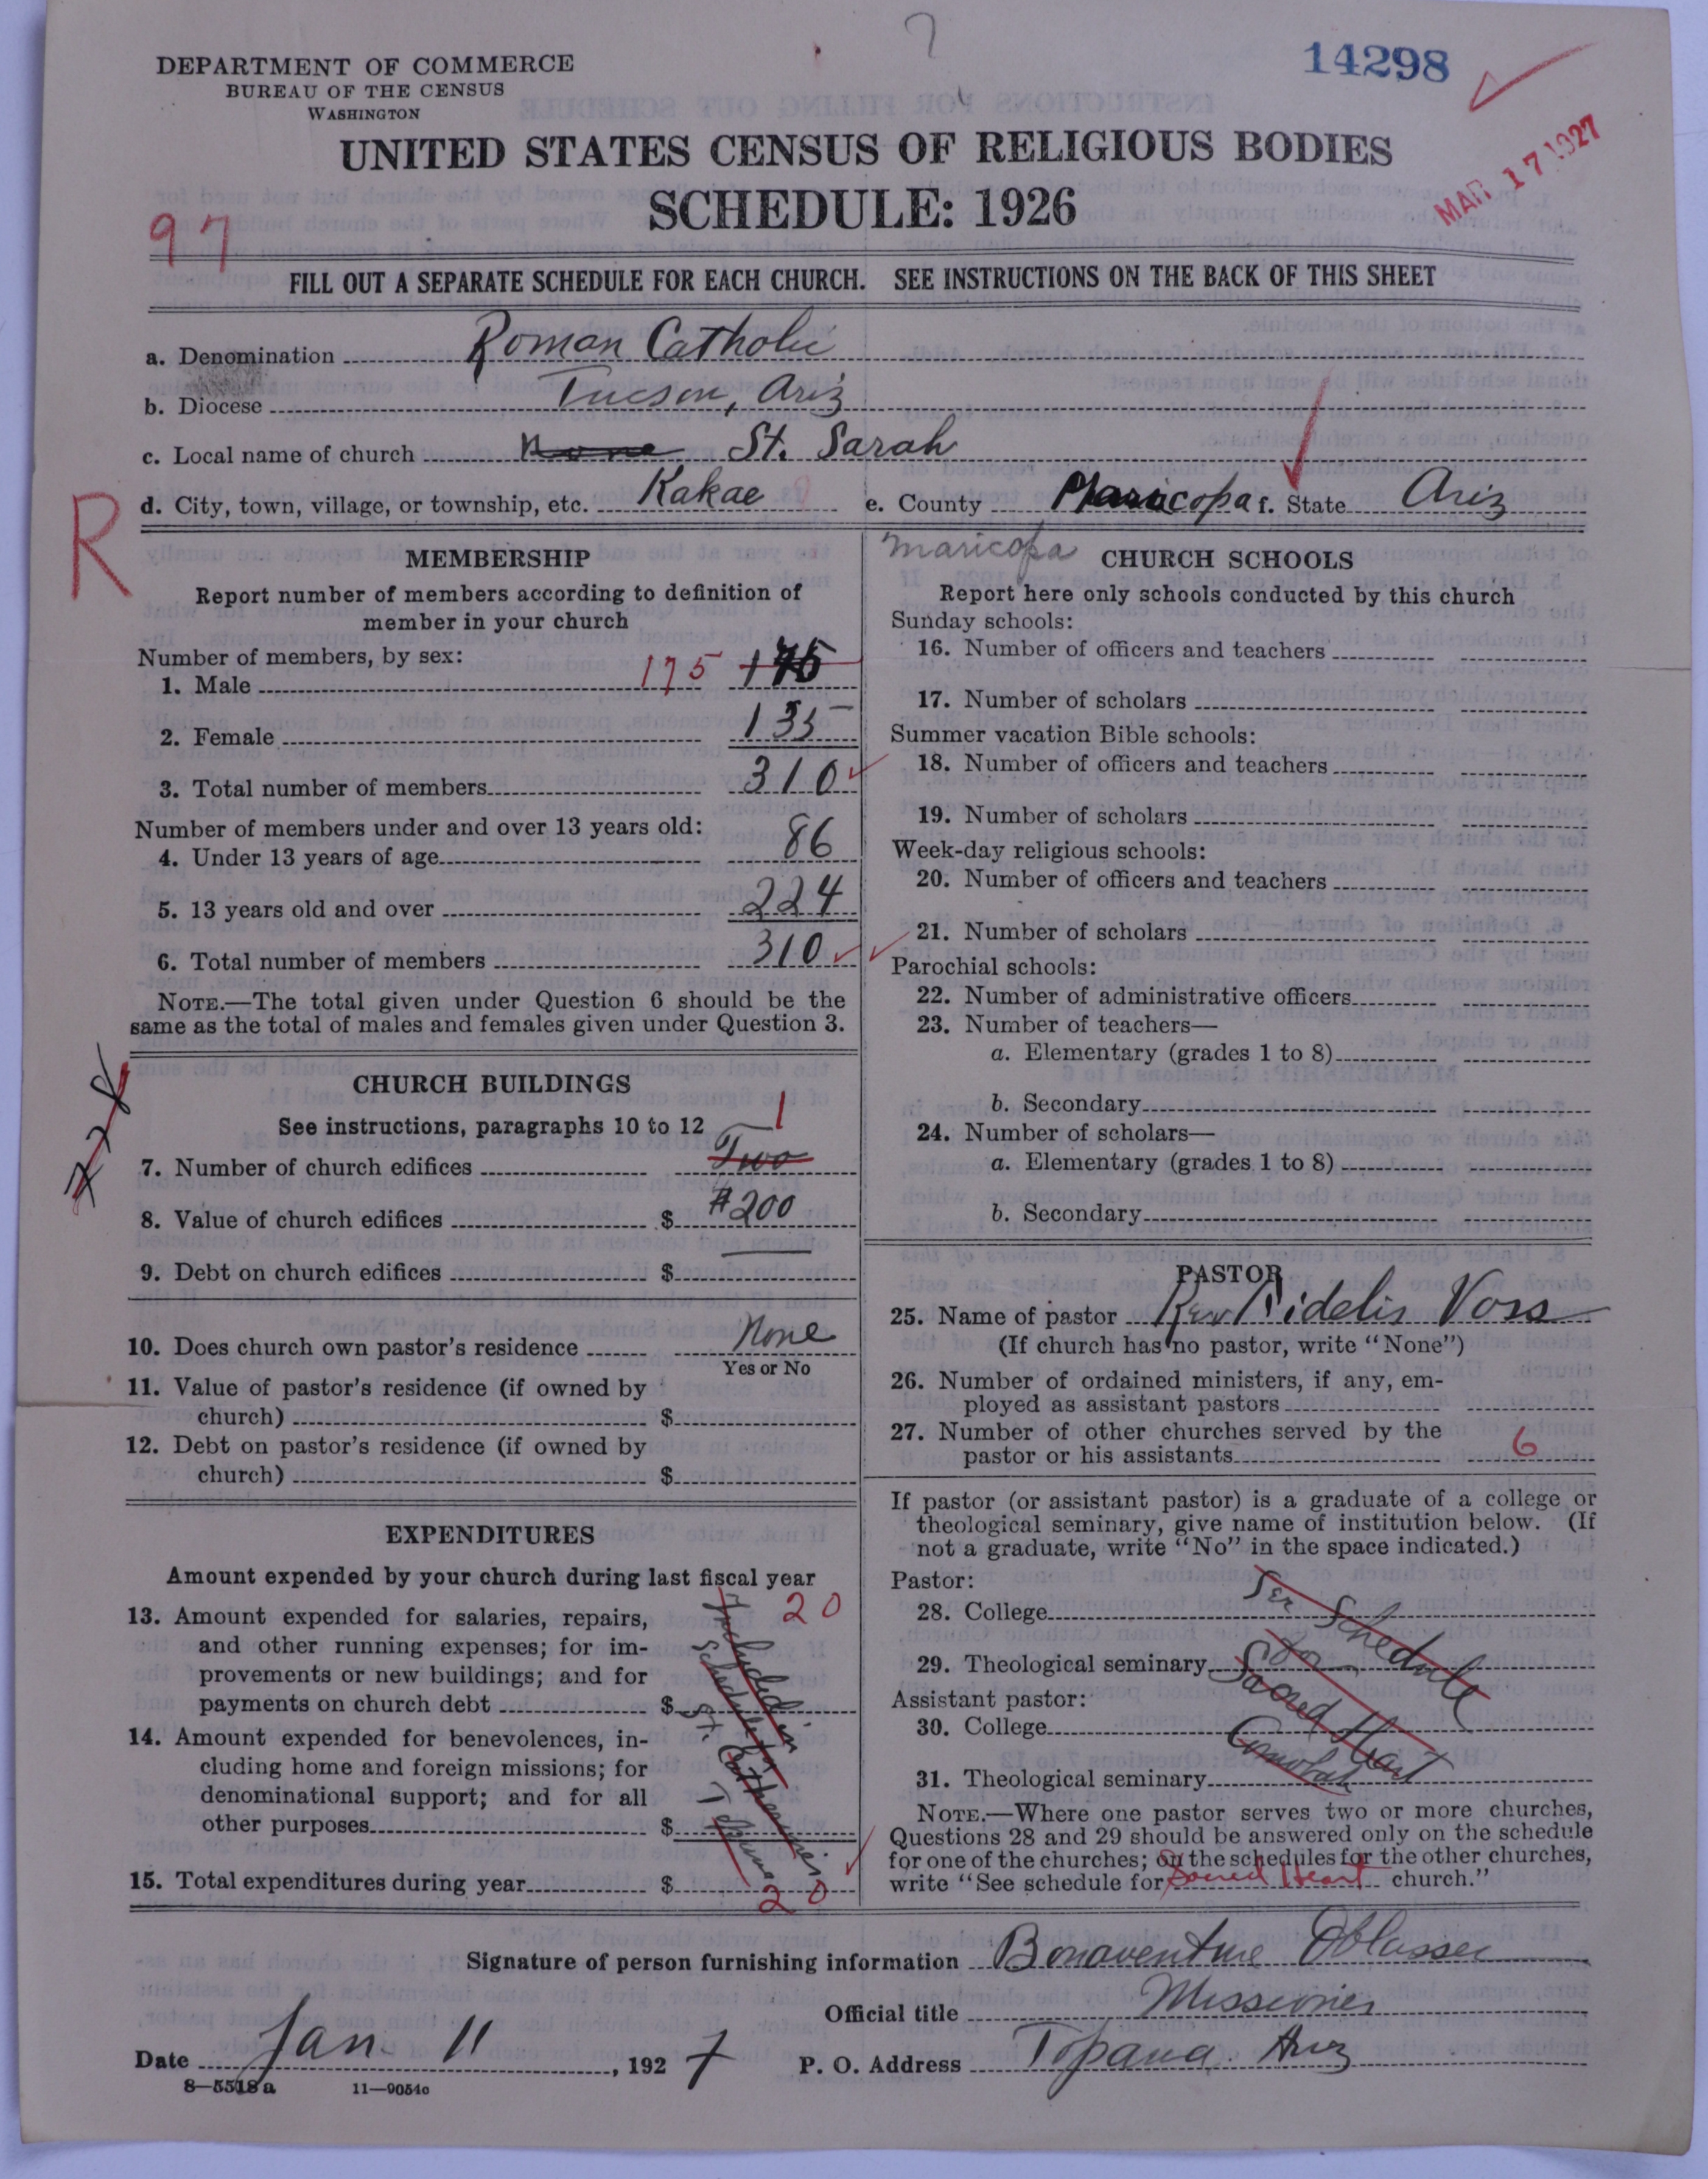 7
14298
DEPARTMENT OF COMMERCE
BUREAU OF THE CENSUS
WASHINGTON
UNITED STATES CENSUS OF RELIGIOUS BODIES
SCHEDULE: 1926
MAR 17 1927
97
FILL OUT A SEPARATE SCHEDULE FOR EACH CHURCH. SEE INSTRUCTIONS ON THE BACK OF THIS SHEET
a. Denomination Roman Catholic
b. Diocese Tucson, Ariz
c. Local name of church None St. Sarah
d. City, town, village, or township, etc. Kakae e. County Maricopa f. State Ariz
R
Maricopa
MEMBERSHIP
Report number of members according to definition of
member in your church
Number of members, by sex:
1. Male 175
2. Female 135
3. Total number of members 310
Number of members under and over 13 years old:
4. Under 13 years of age 86
5. 13 years old and over 224
6. Total number of members 310
NOTE.—The total given under Question 6 should be the
same as the total of males and females given under Question 3.
CHURCH BUILDINGS
See instructions, paragraphs 10 to 12
7. Number of church edifices Two 1
8. Value of church edifices $ #200
9. Debt on church edifices $
10. Does church own pastor's residence None
Yes or No
11. Value of pastor's residence (if owned by
church) $
12. Debt on pastor's residence (if owned by
church) $
EXPENDITURES
Amount expended by your church during last fiscal year
13. Amount expended for salaries, repairs, 20
and other running expenses; for im-
provements or new buildings; and for
payments on church debt $
14. Amount expended for benevolences, in-
cluding home and foreign missions; for
denominational support; and for all
other purposes $
Included in
Schedule for
St. Catherine's
Topawa
15. Total expenditures during year $ 20
CHURCH SCHOOLS
Report here only schools conducted by this church
Sunday schools:
16. Number of officers and teachers
17. Number of scholars
Summer vacation Bible schools:
18. Number of officers and teachers
19. Number of scholars
Week-day religious schools:
20. Number of officers and teachers
21. Number of scholars
Parochial schools:
22. Number of administrative officers
23. Number of teachers—
a. Elementary (grades 1 to 8)
b. Secondary
24. Number of scholars—
a. Elementary (grades 1 to 8)
b. Secondary
PASTOR
25. Name of pastor Rev Fidelis Voss
(If church has no pastor, write "None")
26. Number of ordained ministers, if any, em-
ployed as assistant pastors
27. Number of other churches served by the
pastor or his assistants 6
If pastor (or assistant pastor) is a graduate of a college or
theological seminary, give name of institution below. (If
not a graduate, write "No" in the space indicated.)
Pastor:
28. College
29. Theological seminary
Assistant pastor:
30. College
31. Theological seminary
See Schedule
for
Sacred Heart
NOTE.—Where one pastor serves two or more churches,
Questions 28 and 29 should be answered only on the schedule
for one of the churches; on the schedules for the other churches,
write "See schedule for Sacred Heart church."
Signature of person furnishing information Bonaventure Oblasser
Official title Missioner
Date Jan. 11, 1927 P. O. Address Topawa Ariz
8—5518a 11—9054c